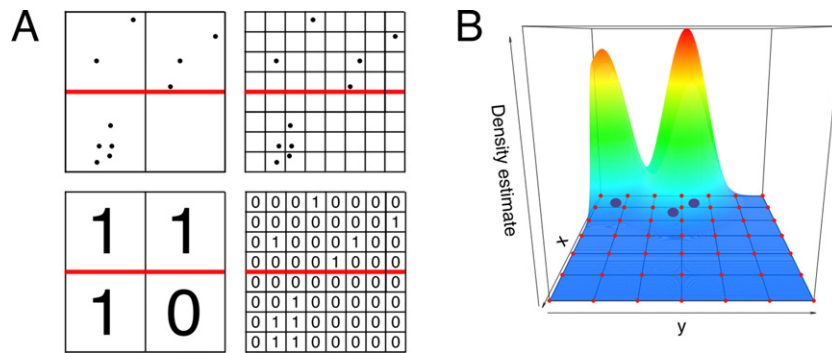 A
B
1 1
1 0
0 0 0 1 0 0 0 0
0 0 0 0 0 0 0 1
0 1 0 0 0 1 0 0
0 0 0 0 1 0 0 0
0 0 0 0 0 0 0 0
0 0 1 0 0 0 0 0
0 1 1 0 0 0 0 0
0 1 1 0 0 0 0 0
Density estimate
x
y